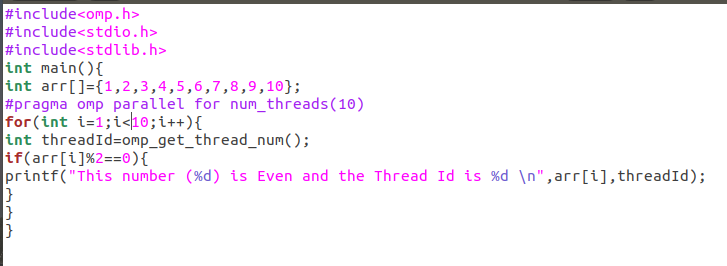 #include<omp.h>
#include<stdio.h>
#include<stdlib.h>
int main(){
int arr[]={1,2,3,4,5,6,7,8,9,10};
#pragma omp parallel for num_threads(10)
for(int i=1;i<10;i++){
int threadId=omp_get_thread_num();
if(arr[i]%2==0){
printf("This number (%d) is Even and the Thread Id is %d \n",arr[i],threadId);
}
}
}